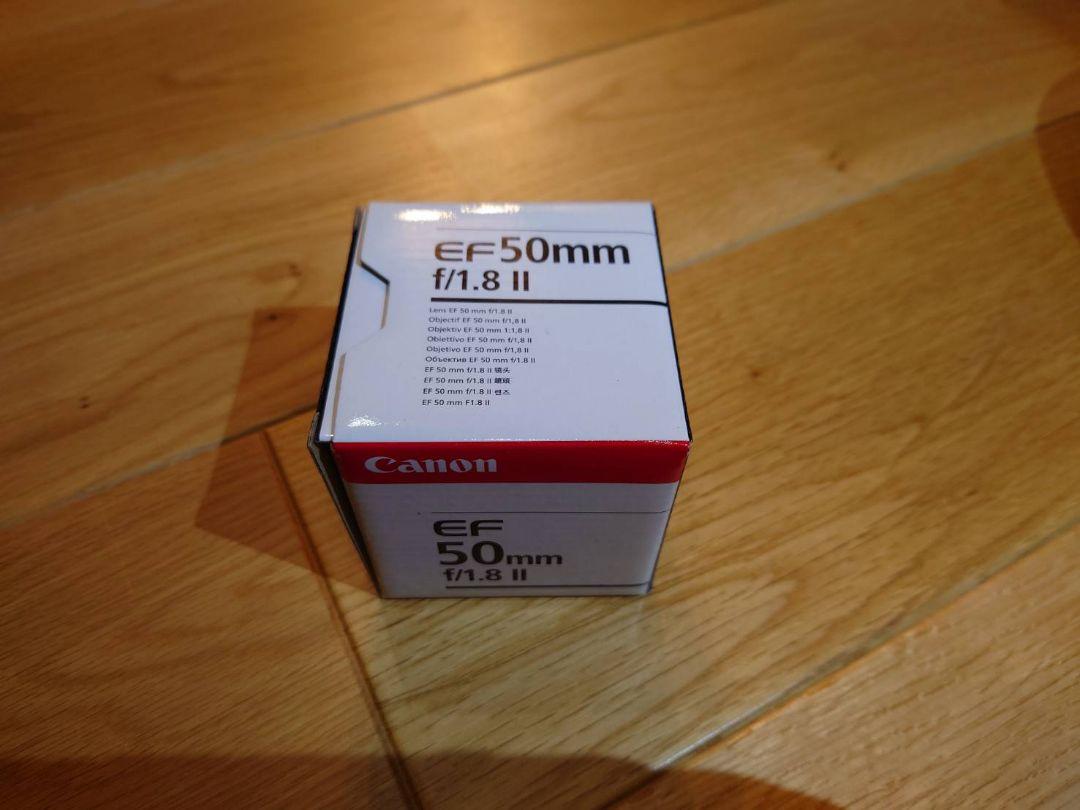 EF50mm
f/1.8 II
Lens EF 50 mm f/1.8 II
Objectif EF 50 mm f/1,8 II
Objektiv EF 50 mm 1:1,8 II
Obiettivo EF 50 mm f/1,8 II
Objetivo EF 50 mm f/1,8 II
Объектив EF 50 mm f/1.8 II
EF 50 mm f/1.8 II 镜头
EF 50 mm f/1.8 II 鏡頭
EF 50 mm f/1.8 II 렌즈
EF 50 mm F1.8 II
Canon
EF
50mm
f/1.8 II